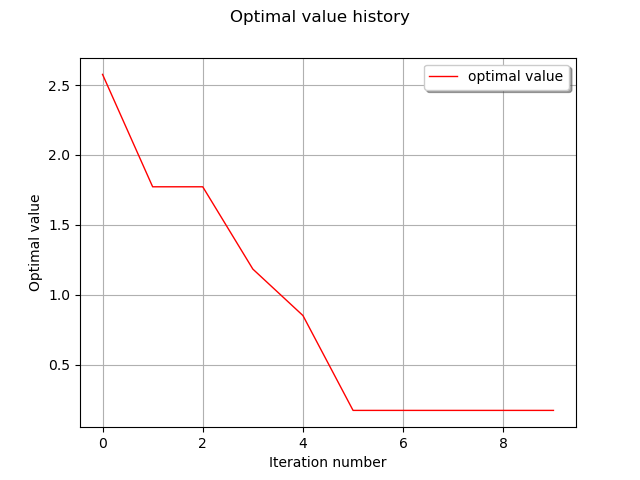 Optimal value history
optimal value
2.5
2.0
1.5
1.0
0.5
Optimal value
0 2 4 6 8
Iteration number